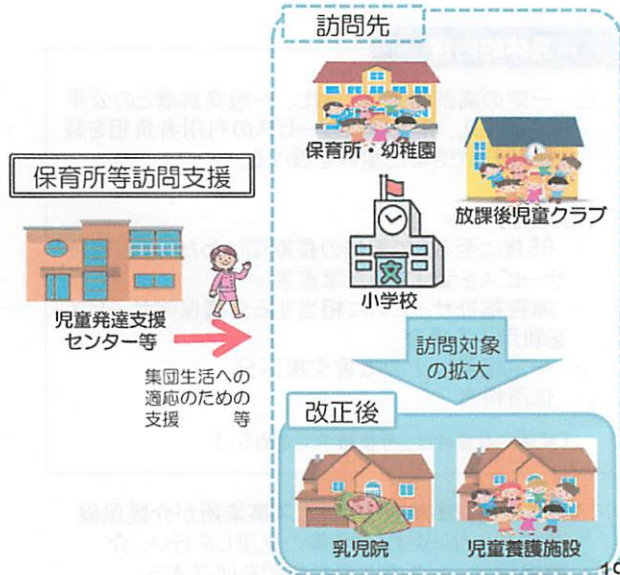 訪問先
保育所・幼稚園
放課後児童クラブ
保育所等訪問支援
小学校
児童発達支援
センター等
集団生活への
適応のための
支援　等
訪問対象
の拡大
改正後
乳児院
児童養護施設
19